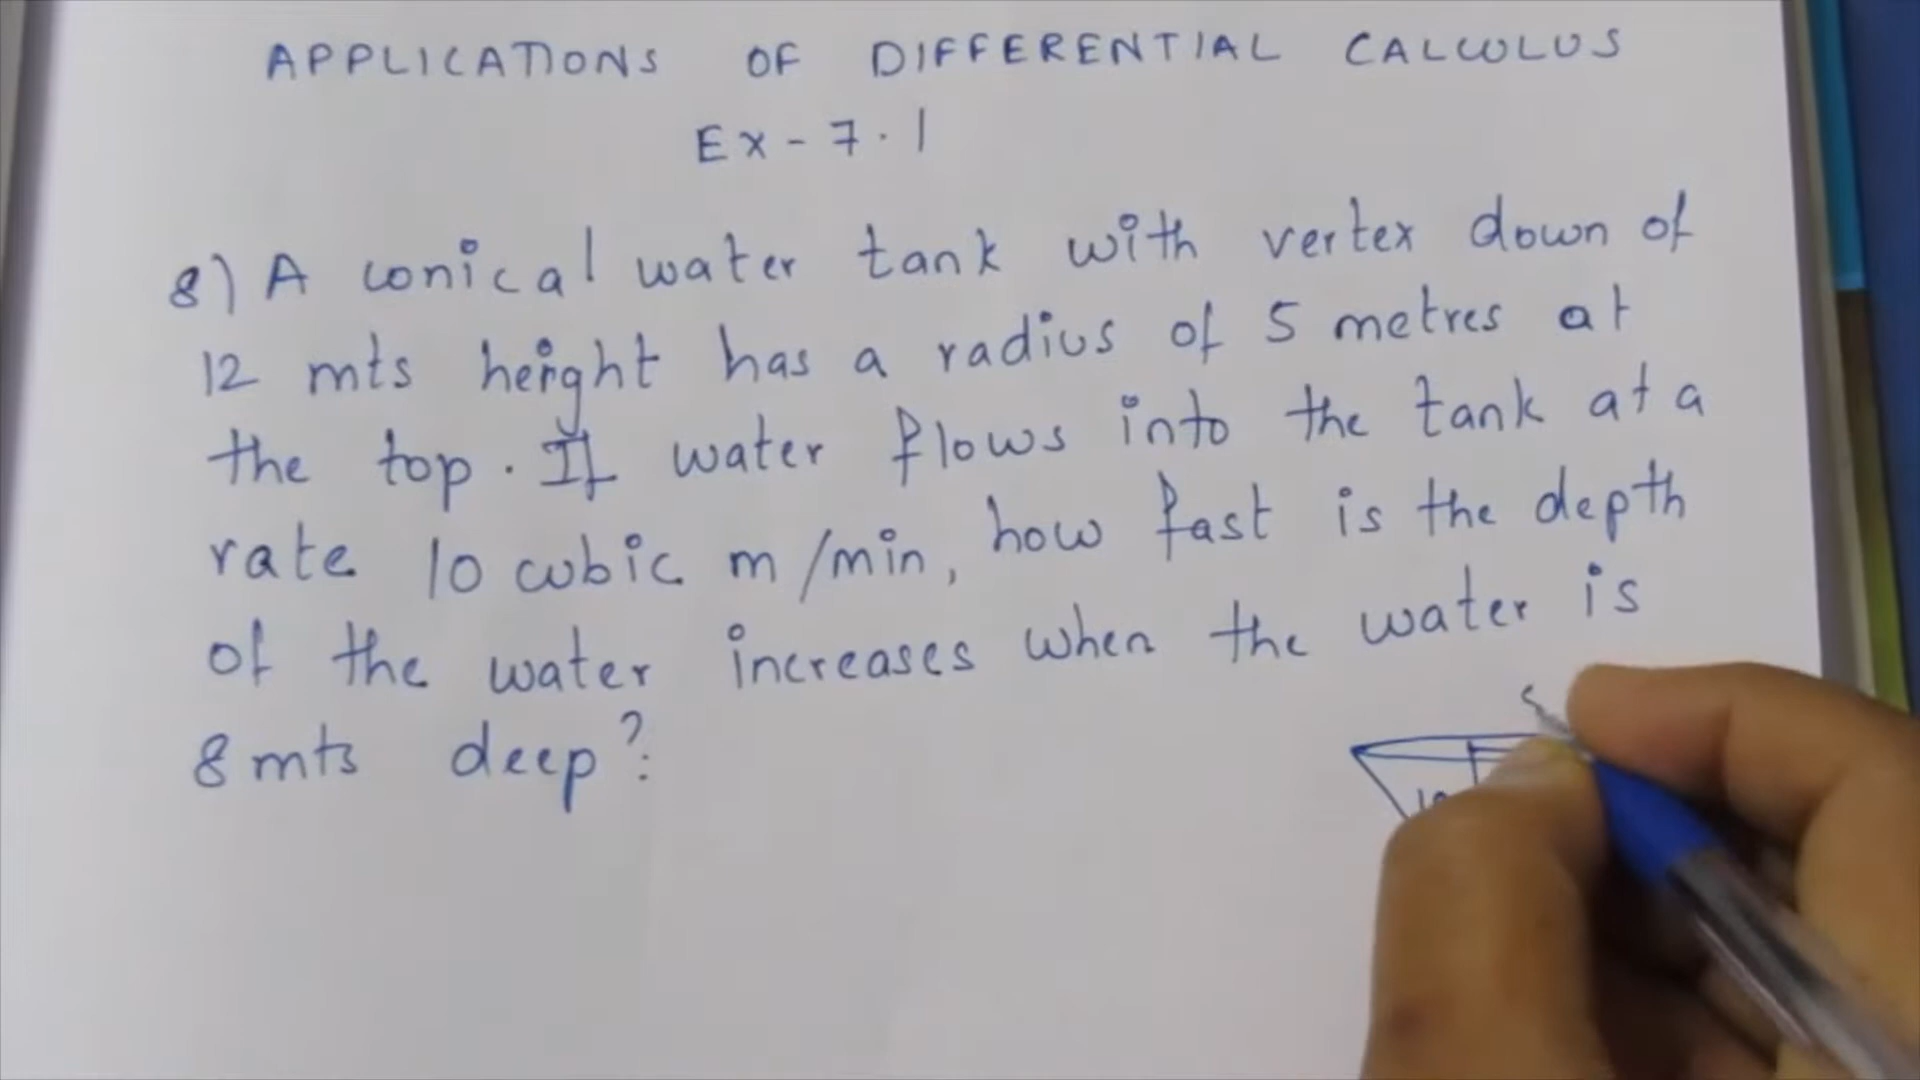 APPLICATIONS OF DIFFERENTIAL CALCULUS
Ex - 7.1
8) A conical water tank with vertex down of
12 mts height has a radius of 5 metres at
the top. If water flows into the tank at a
rate 10 cubic m/min, how fast is the depth
of the water increases when the water is
8 mts deep?